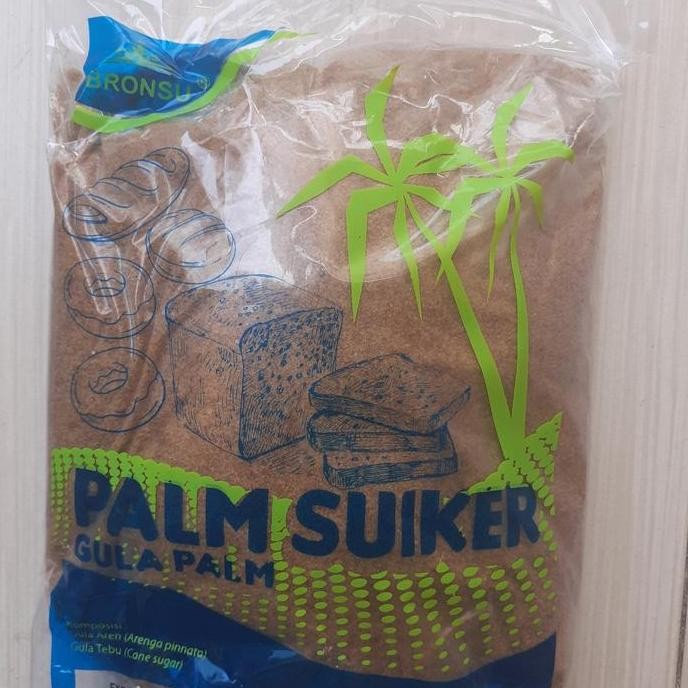 BRONSU®
PALM SUIKER
GULA PALM
Komposisi:
Gula Aren (Arenga pinnata)
Gula Tebu (Cane sugar)